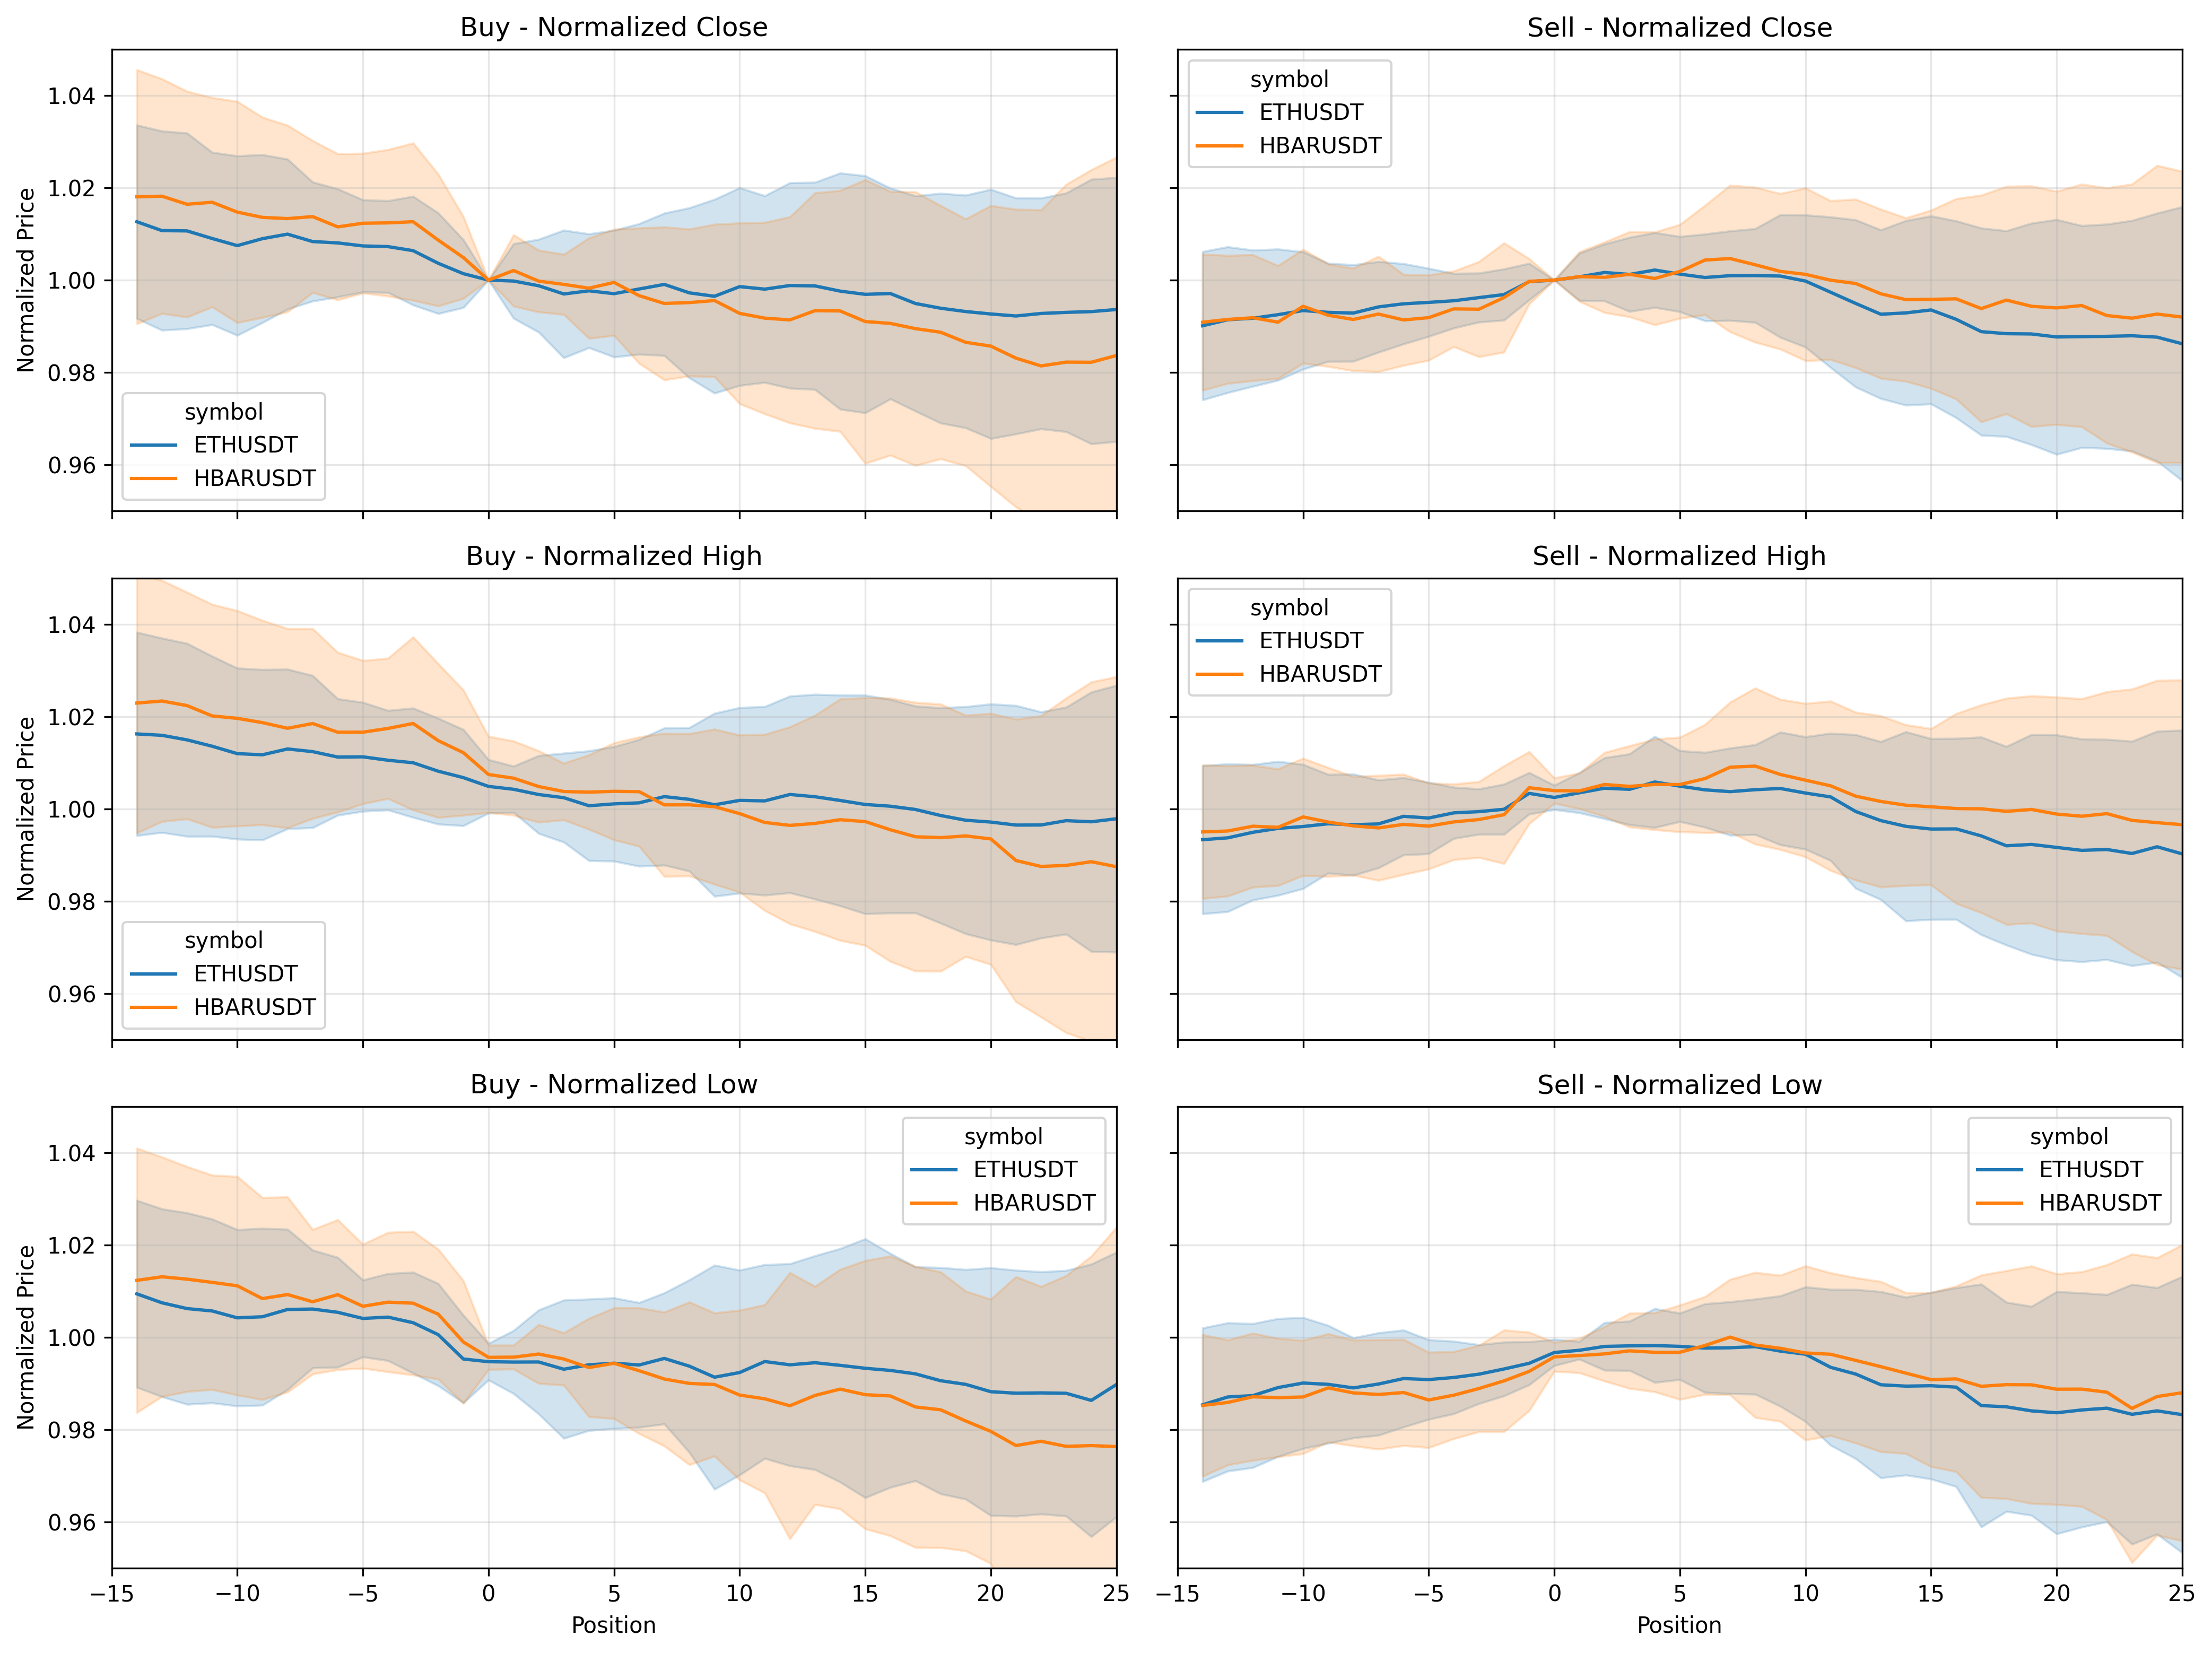 Buy - Normalized Close
Normalized Price
1.04
1.02
1.00
0.98
0.96
symbol
ETHUSDT
HBARUSDT
Sell - Normalized Close
symbol
ETHUSDT
HBARUSDT
Buy - Normalized High
Normalized Price
1.04
1.02
1.00
0.98
0.96
symbol
ETHUSDT
HBARUSDT
Sell - Normalized High
symbol
ETHUSDT
HBARUSDT
Buy - Normalized Low
Normalized Price
1.04
1.02
1.00
0.98
0.96
symbol
ETHUSDT
HBARUSDT
−15 −10 −5 0 5 10 15 20 25
Position
Sell - Normalized Low
symbol
ETHUSDT
HBARUSDT
−15 −10 −5 0 5 10 15 20 25
Position